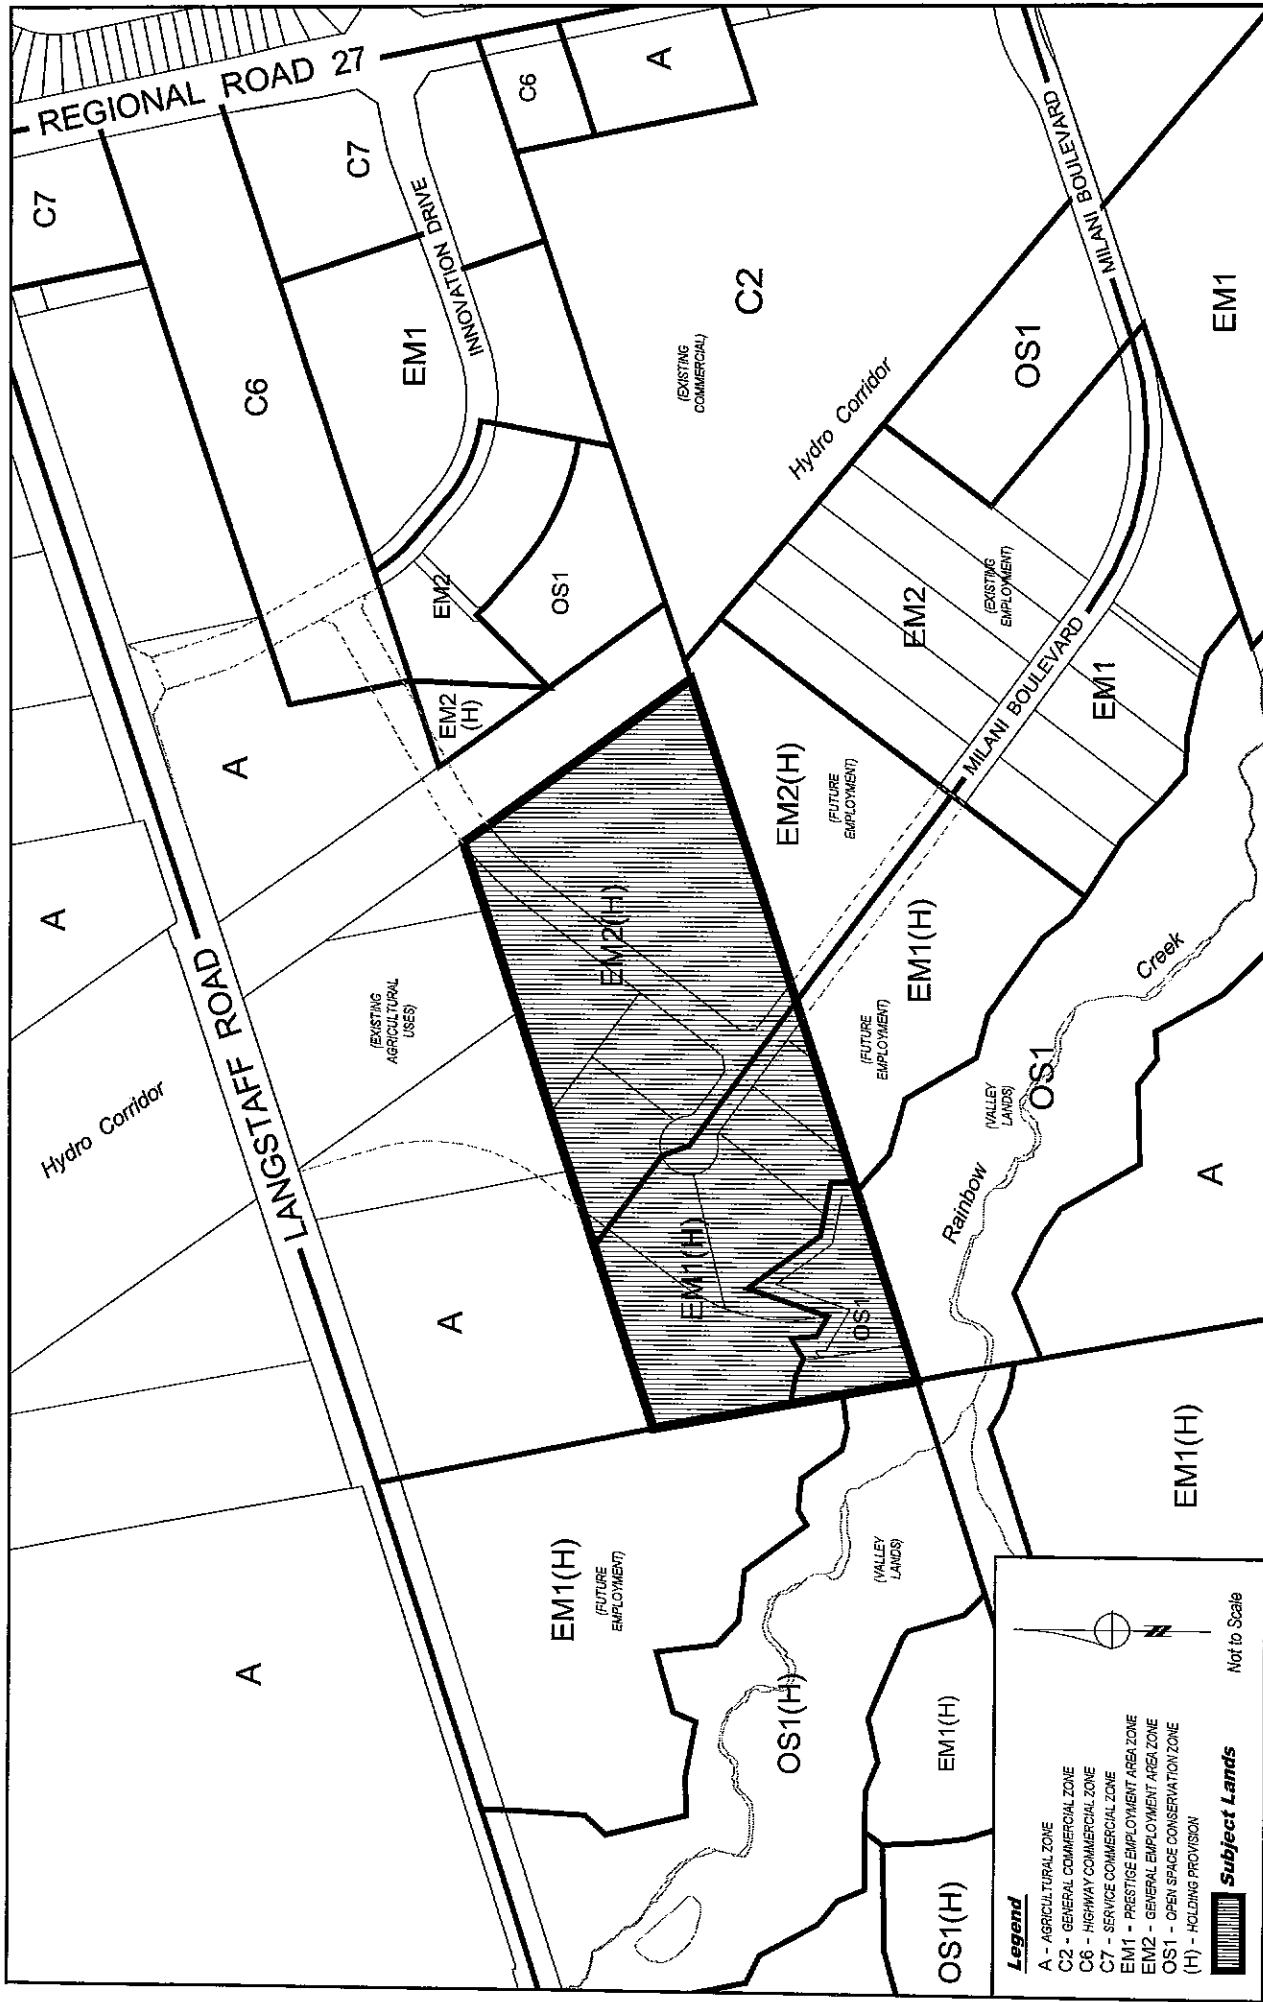 REGIONAL ROAD 27
C7
C7
C6
A
C6
EM1
INNOVATION DRIVE
C2
(EXISTING
COMMERCIAL)
Hydro Corridor
OS1
MILANI BOULEVARD
MILANI BOULEVARD
EM1
EM2
OS1
EM2
(H)
EM2
(EXISTING
EMPLOYMENT)
MILANI BOULEVARD
EM1
A
A
EM2(H)
(FUTURE
EMPLOYMENT)
EM2(H)
EM1(H)
(FUTURE
EMPLOYMENT)
LANGSTAFF ROAD
(EXISTING
AGRICULTURAL
USES)
Hydro Corridor
Creek
Rainbow
OS1
(VALLEY
LANDS)
A
EM1(H)
OS1
A
A
EM1(H)
(FUTURE
EMPLOYMENT)
(VALLEY
LANDS)
OS1(H)
EM1(H)
EM1(H)
OS1(H)
Legend
A - AGRICULTURAL ZONE
C2 - GENERAL COMMERCIAL ZONE
C6 - HIGHWAY COMMERCIAL ZONE
C7 - SERVICE COMMERCIAL ZONE
EM1 - PRESTIGE EMPLOYMENT AREA ZONE
EM2 - GENERAL EMPLOYMENT AREA ZONE
OS1 - OPEN SPACE CONSERVATION ZONE
(H) - HOLDING PROVISION
Subject Lands
N
Not to Scale